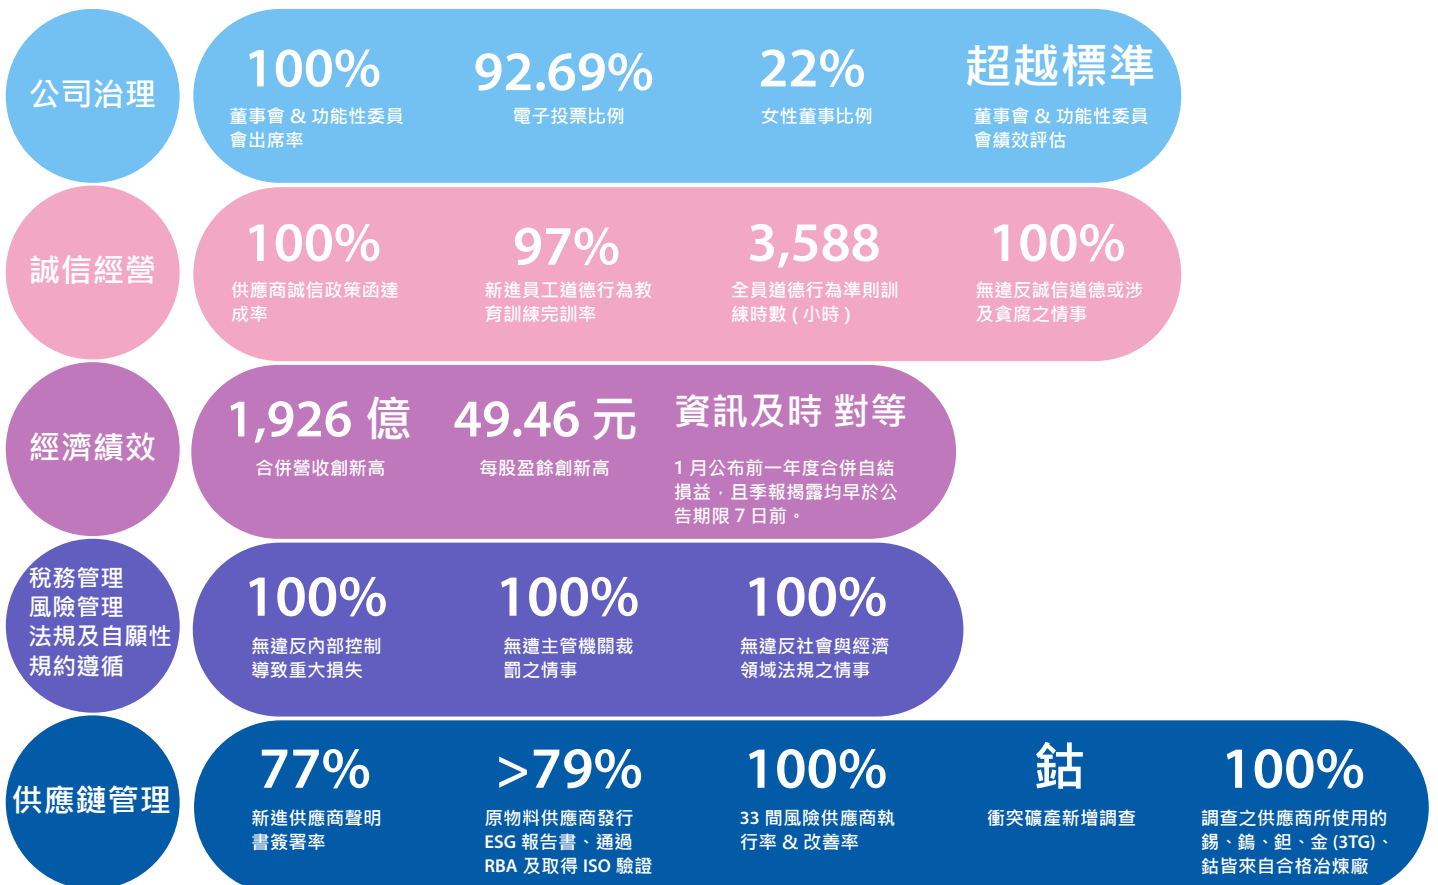 公司治理
100%
董事會 & 功能性委員
會出席率
92.69%
電子投票比例
22%
女性董事比例
超越標準
董事會 & 功能性委員
會績效評估
誠信經營
100%
供應商誠信政策函達
成率
97%
新進員工道德行為教
育訓練完訓率
3,588
全員道德行為準則訓
練時數 ( 小時 )
100%
無違反誠信道德或涉
及貪腐之情事
經濟績效
1,926 億
合併營收創新高
49.46 元
每股盈餘創新高
資訊及時 對等
1 月公布前一年度合併自結
損益，且季報揭露均早於公
告期限 7 日前。
稅務管理
風險管理
法規及自願性
規約遵循
100%
無違反內部控制
導致重大損失
100%
無遭主管機關裁
罰之情事
100%
無違反社會與經濟
領域法規之情事
供應鏈管理
77%
新進供應商聲明
書簽署率
>79%
原物料供應商發行
ESG 報告書、通過
RBA 及取得 ISO 驗證
100%
33 間風險供應商執
行率 & 改善率
鈷
衝突礦產新增調查
100%
調查之供應商所使用的
錫、鎢、鉭、金 (3TG)、
鈷皆來自合格冶煉廠